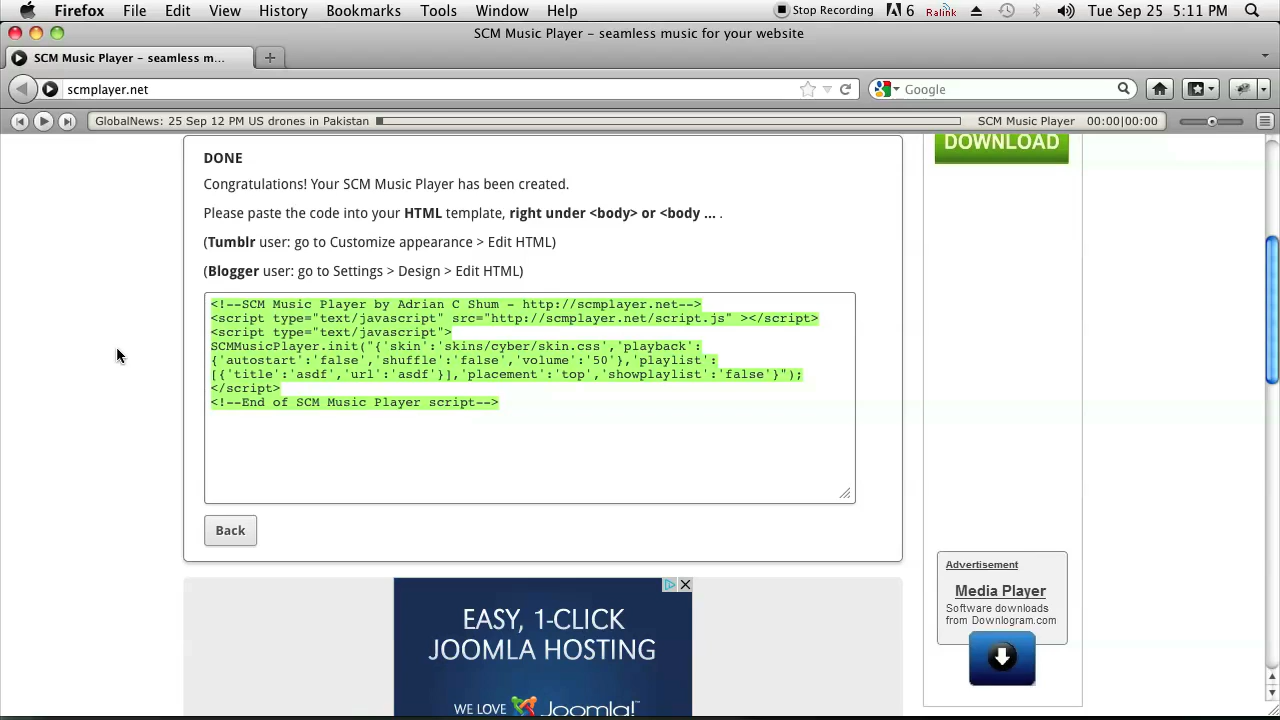 Firefox File Edit View History Bookmarks Tools Window Help Stop Recording 6 Ralink Tue Sep 25 5:11 PM
SCM Music Player – seamless music for your website
SCM Music Player – seamless m...
scmplayer.net Google
GlobalNews: 25 Sep 12 PM US drones in Pakistan SCM Music Player 00:00|00:00
DOWNLOAD
DONE
Congratulations! Your SCM Music Player has been created.
Please paste the code into your HTML template, right under <body> or <body ... .
(Tumblr user: go to Customize appearance > Edit HTML)
(Blogger user: go to Settings > Design > Edit HTML)
<!--SCM Music Player by Adrian C Shum - http://scmplayer.net-->
<script type="text/javascript" src="http://scmplayer.net/script.js" ></script>
<script type="text/javascript">
SCMMusicPlayer.init("{'skin':'skins/cyber/skin.css','playback':
{'autostart':'false','shuffle':'false','volume':'50'},'playlist':
[{'title':'asdf','url':'asdf'}],'placement':'top','showplaylist':'false'}");
</script>
<!--End of SCM Music Player script-->
Back
Advertisement
Media Player
Software downloads
from Downlogram.com
EASY, 1-CLICK
JOOMLA HOSTING
WE LOVE Joomla!™